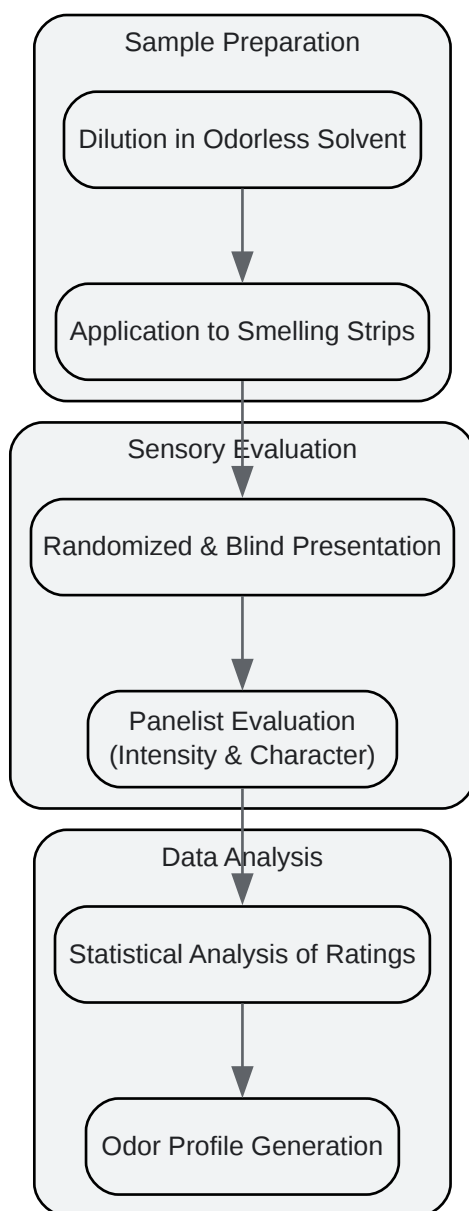 Sample Preparation
Dilution in Odorless Solvent
Application to Smelling Strips
Sensory Evaluation
Randomized & Blind Presentation
Panelist Evaluation
(Intensity & Character)
Data Analysis
Statistical Analysis of Ratings
Odor Profile Generation